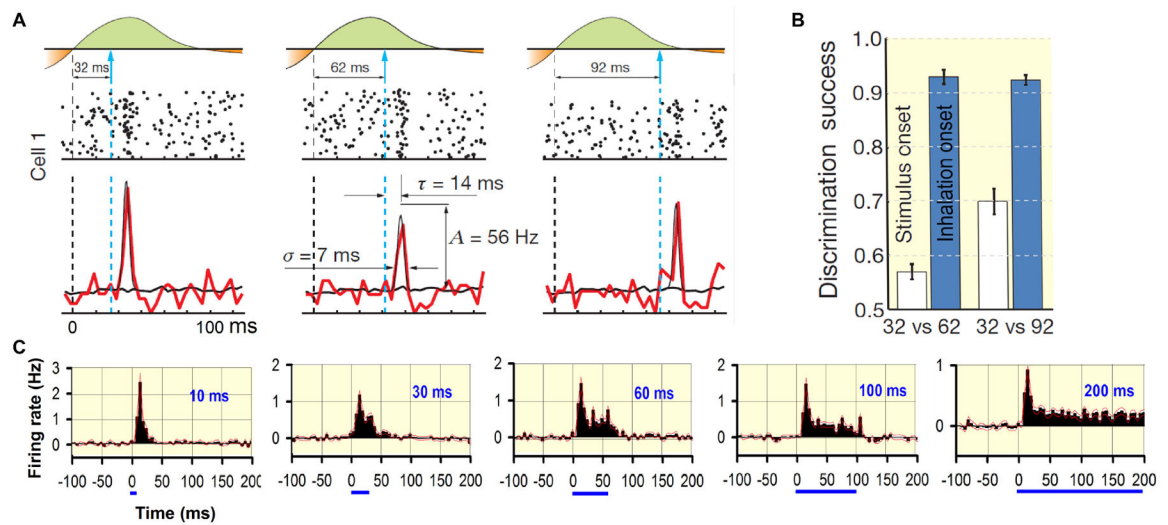 A
32 ms
62 ms
92 ms
Cell 1
τ = 14 ms
A = 56 Hz
σ = 7 ms
0
100 ms
B
Discrimination success
1.0
0.9
0.8
0.7
0.6
0.5
Stimulus onset
Inhalation onset
32 vs 62
32 vs 92
C
Firing rate (Hz)
3
2
1
0
10 ms
-100 -50 0 50 100 150 200
2
1
0
30 ms
-100 -50 0 50 100 150 200
2
1
0
60 ms
-100 -50 0 50 100 150 200
2
1
0
100 ms
-100 -50 0 50 100 150 200
1
0
200 ms
-100 -50 0 50 100 150 200
Time (ms)